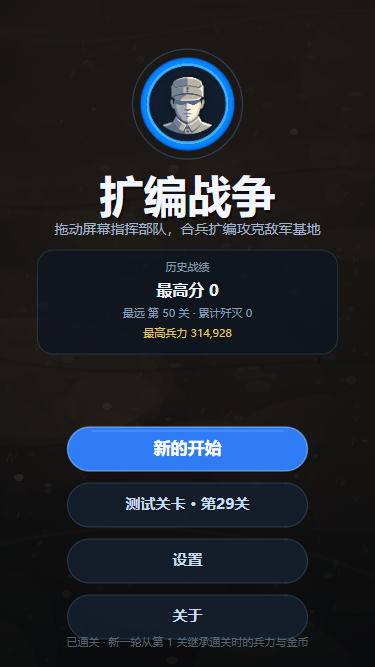 扩编战争
拖动屏幕指挥部队，合兵扩编攻克敌军基地
历史战绩
最高分 0
最远 第 50 关 · 累计歼灭 0
最高兵力 314,928
新的开始
测试关卡 · 第29关
设置
关于
已通关 · 新一轮从第 1 关继承通关时的兵力与金币